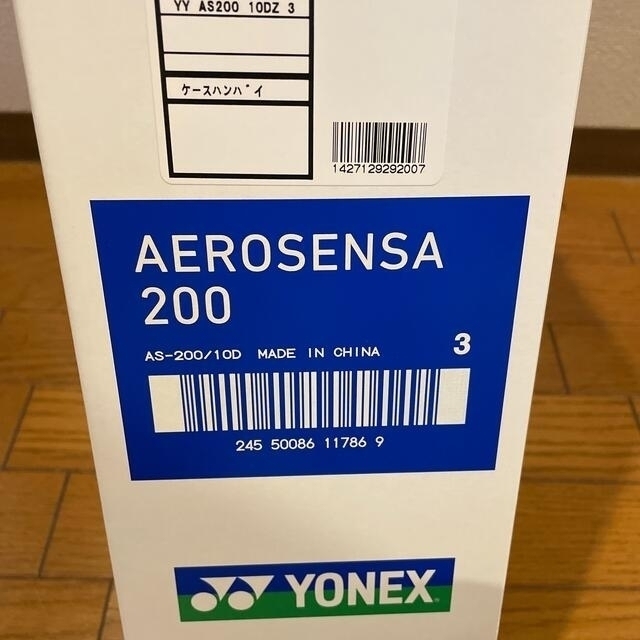 YY AS200 10DZ 3
ケースハンバイ
1427129292007
AEROSENSA
200
AS-200/10D MADE IN CHINA 3
245 50086 11786 9
YONEX